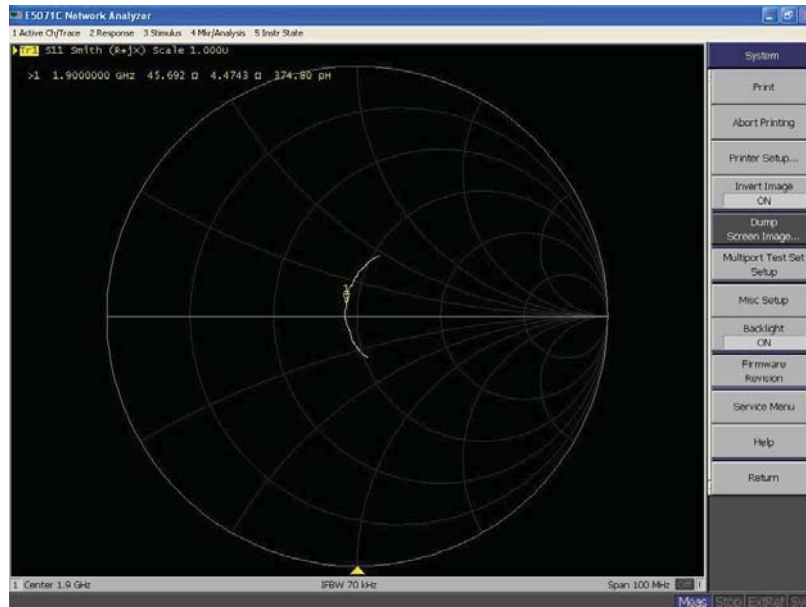 E5071C Network Analyzer
1 Active Ch/Trace 2 Response 3 Stimulus 4 Mkr/Analysis 5 Instr State
Tr1 S11 Smith (R+jX) Scale 1.000U
>1 1.9000000 GHz 45.692 Ω 4.4743 Ω 374.80 pH
System
Print
Abort Printing
Printer Setup...
Invert Image
ON
Dump
Screen Image...
Multiport Test Set
Setup
Misc Setup
Backlight
ON
Firmware
Revision
Service Menu
Help
Return
1 Center 1.9 GHz IFBW 70 kHz Span 100 MHz Off !
Meas Stop ExtRef Svc